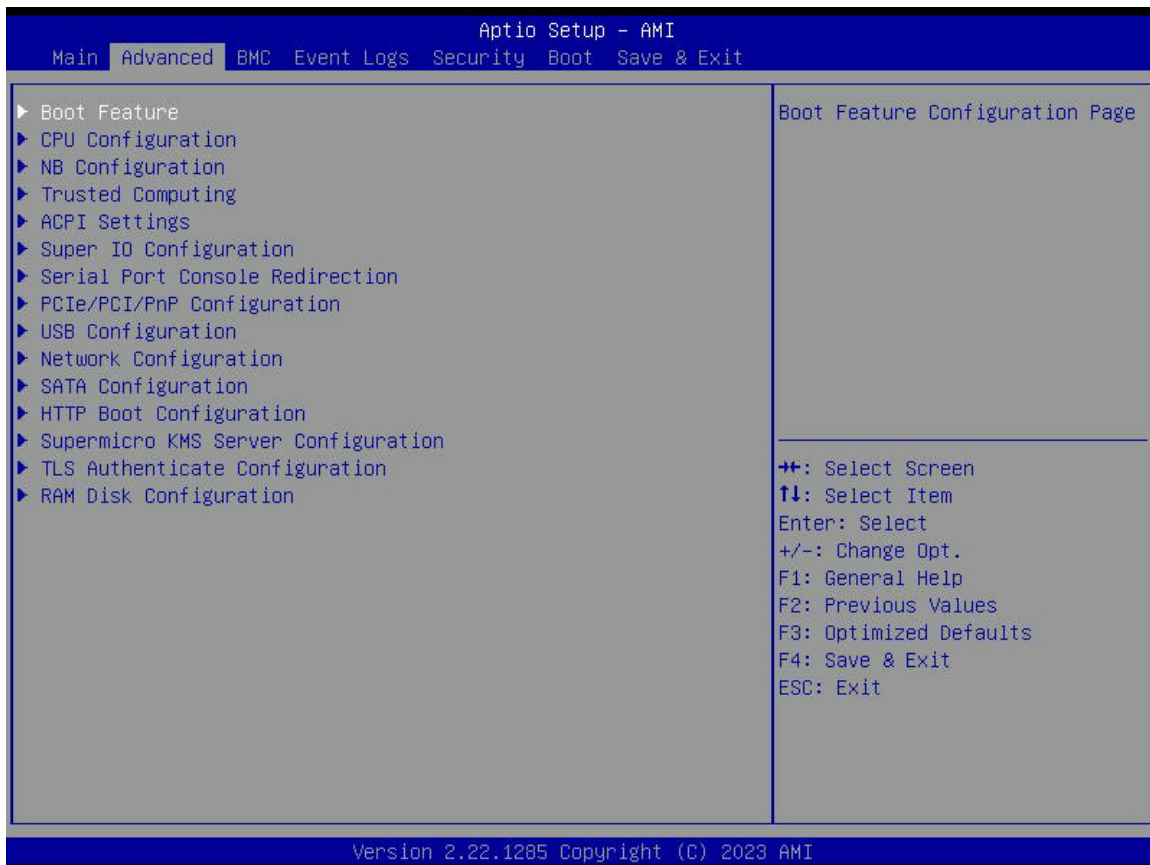 Aptio Setup – AMI
Main Advanced BMC Event Logs Security Boot Save & Exit
▶ Boot Feature
▶ CPU Configuration
▶ NB Configuration
▶ Trusted Computing
▶ ACPI Settings
▶ Super IO Configuration
▶ Serial Port Console Redirection
▶ PCIe/PCI/PnP Configuration
▶ USB Configuration
▶ Network Configuration
▶ SATA Configuration
▶ HTTP Boot Configuration
▶ Supermicro KMS Server Configuration
▶ TLS Authenticate Configuration
▶ RAM Disk Configuration
Boot Feature Configuration Page
→←: Select Screen
↑↓: Select Item
Enter: Select
+/-: Change Opt.
F1: General Help
F2: Previous Values
F3: Optimized Defaults
F4: Save & Exit
ESC: Exit
Version 2.22.1285 Copyright (C) 2023 AMI